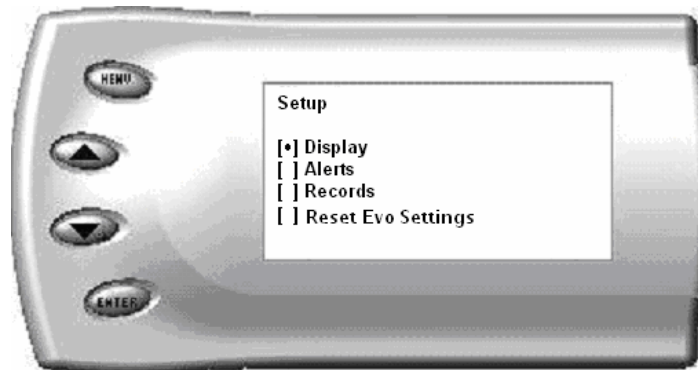 MENU
Setup
[•] Display
[ ] Alerts
[ ] Records
[ ] Reset Evo Settings
ENTER